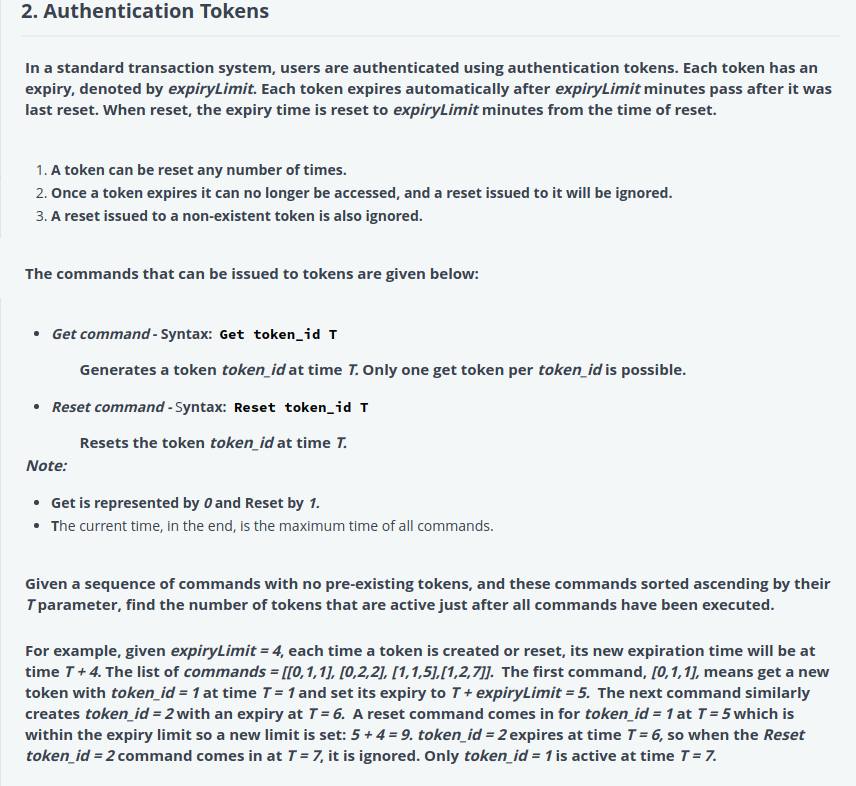 2. Authentication Tokens
In a standard transaction system, users are authenticated using authentication tokens. Each token has an
expiry, denoted by expiryLimit. Each token expires automatically after expiryLimit minutes pass after it was
last reset. When reset, the expiry time is reset to expiryLimit minutes from the time of reset.
1. A token can be reset any number of times.
2. Once a token expires it can no longer be accessed, and a reset issued to it will be ignored.
3. A reset issued to a non-existent token is also ignored.
The commands that can be issued to tokens are given below:
• Get command - Syntax: Get token_id T
Generates a token token_id at time T. Only one get token per token_id is possible.
• Reset command - Syntax: Reset token_id T
Resets the token token_id at time T.
Note:
• Get is represented by 0 and Reset by 1.
• The current time, in the end, is the maximum time of all commands.
Given a sequence of commands with no pre-existing tokens, and these commands sorted ascending by their
T parameter, find the number of tokens that are active just after all commands have been executed.
For example, given expiryLimit = 4, each time a token is created or reset, its new expiration time will be at
time T + 4. The list of commands = [[0,1,1], [0,2,2], [1,1,5],[1,2,7]]. The first command, [0,1,1], means get a new
token with token_id = 1 at time T = 1 and set its expiry to T + expiryLimit = 5. The next command similarly
creates token_id = 2 with an expiry at T = 6. A reset command comes in for token_id = 1 at T = 5 which is
within the expiry limit so a new limit is set: 5 + 4 = 9. token_id = 2 expires at time T = 6, so when the Reset
token_id = 2 command comes in at T = 7, it is ignored. Only token_id = 1 is active at time T = 7.